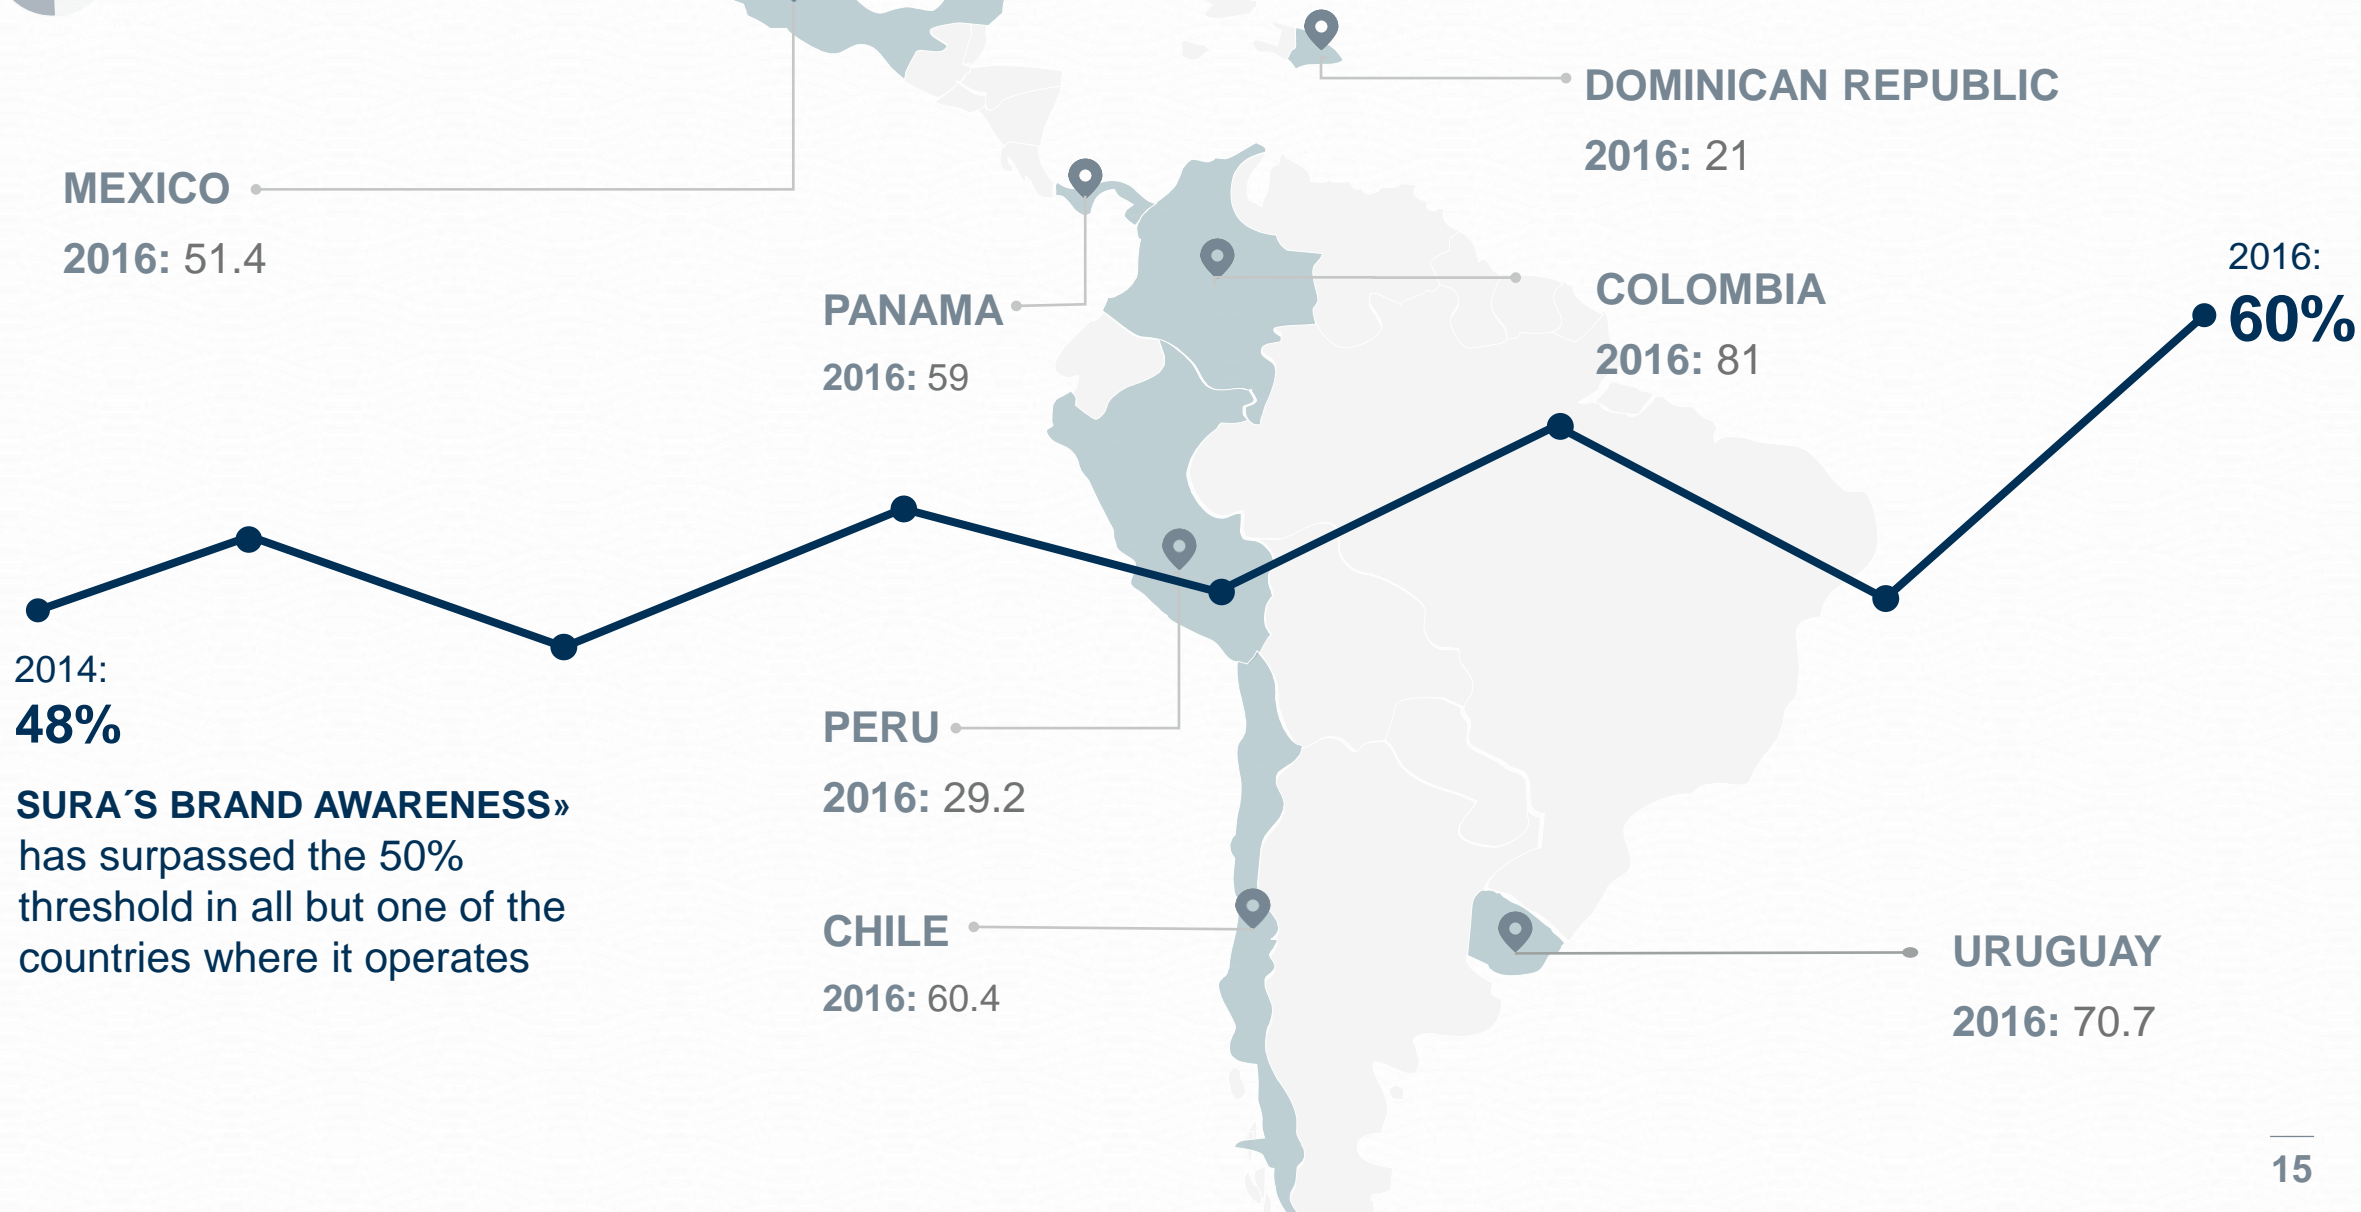 DOMINICAN REPUBLIC
2016: 21
MEXICO
2016: 51.4
PANAMA
2016: 59
COLOMBIA
2016: 81
2016:
60%
2014:
48%
SURA´S BRAND AWARENESS»
has surpassed the 50%
threshold in all but one of the
countries where it operates
PERU
2016: 29.2
CHILE
2016: 60.4
URUGUAY
2016: 70.7
15